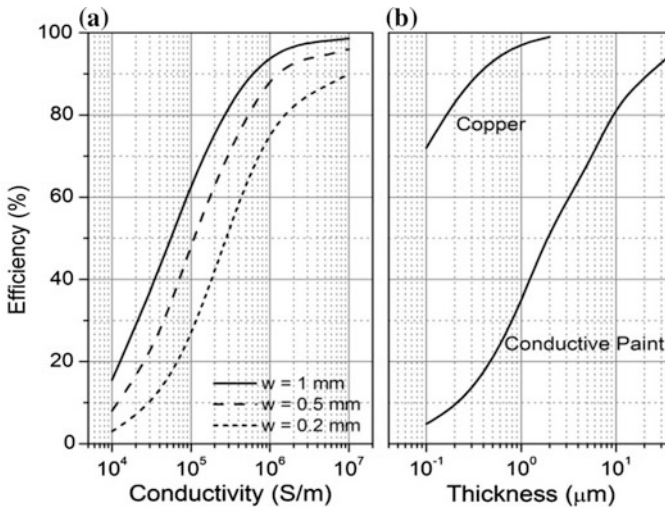 (a)
(b)
Efficiency (%)
100
80
60
40
20
0
w = 1 mm
w = 0.5 mm
w = 0.2 mm
10⁴ 10⁵ 10⁶ 10⁷
Conductivity (S/m)
Copper
Conductive Paint
10⁻¹ 10⁰ 10¹
Thickness (μm)